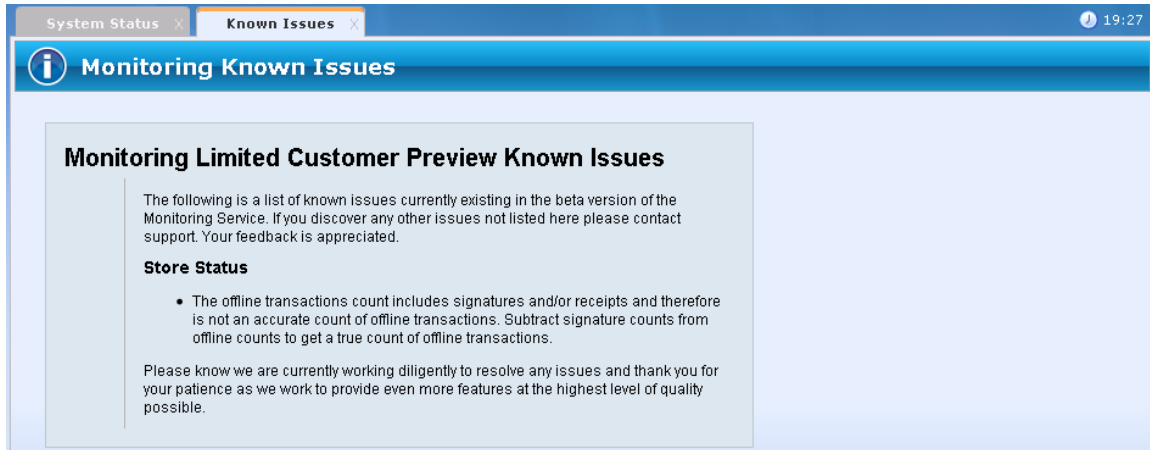 System Status X Known Issues X 19:27
Monitoring Known Issues
Monitoring Limited Customer Preview Known Issues
The following is a list of known issues currently existing in the beta version of the
Monitoring Service. If you discover any other issues not listed here please contact
support. Your feedback is appreciated.
Store Status
• The offline transactions count includes signatures and/or receipts and therefore
is not an accurate count of offline transactions. Subtract signature counts from
offline counts to get a true count of offline transactions.
Please know we are currently working diligently to resolve any issues and thank you for
your patience as we work to provide even more features at the highest level of quality
possible.